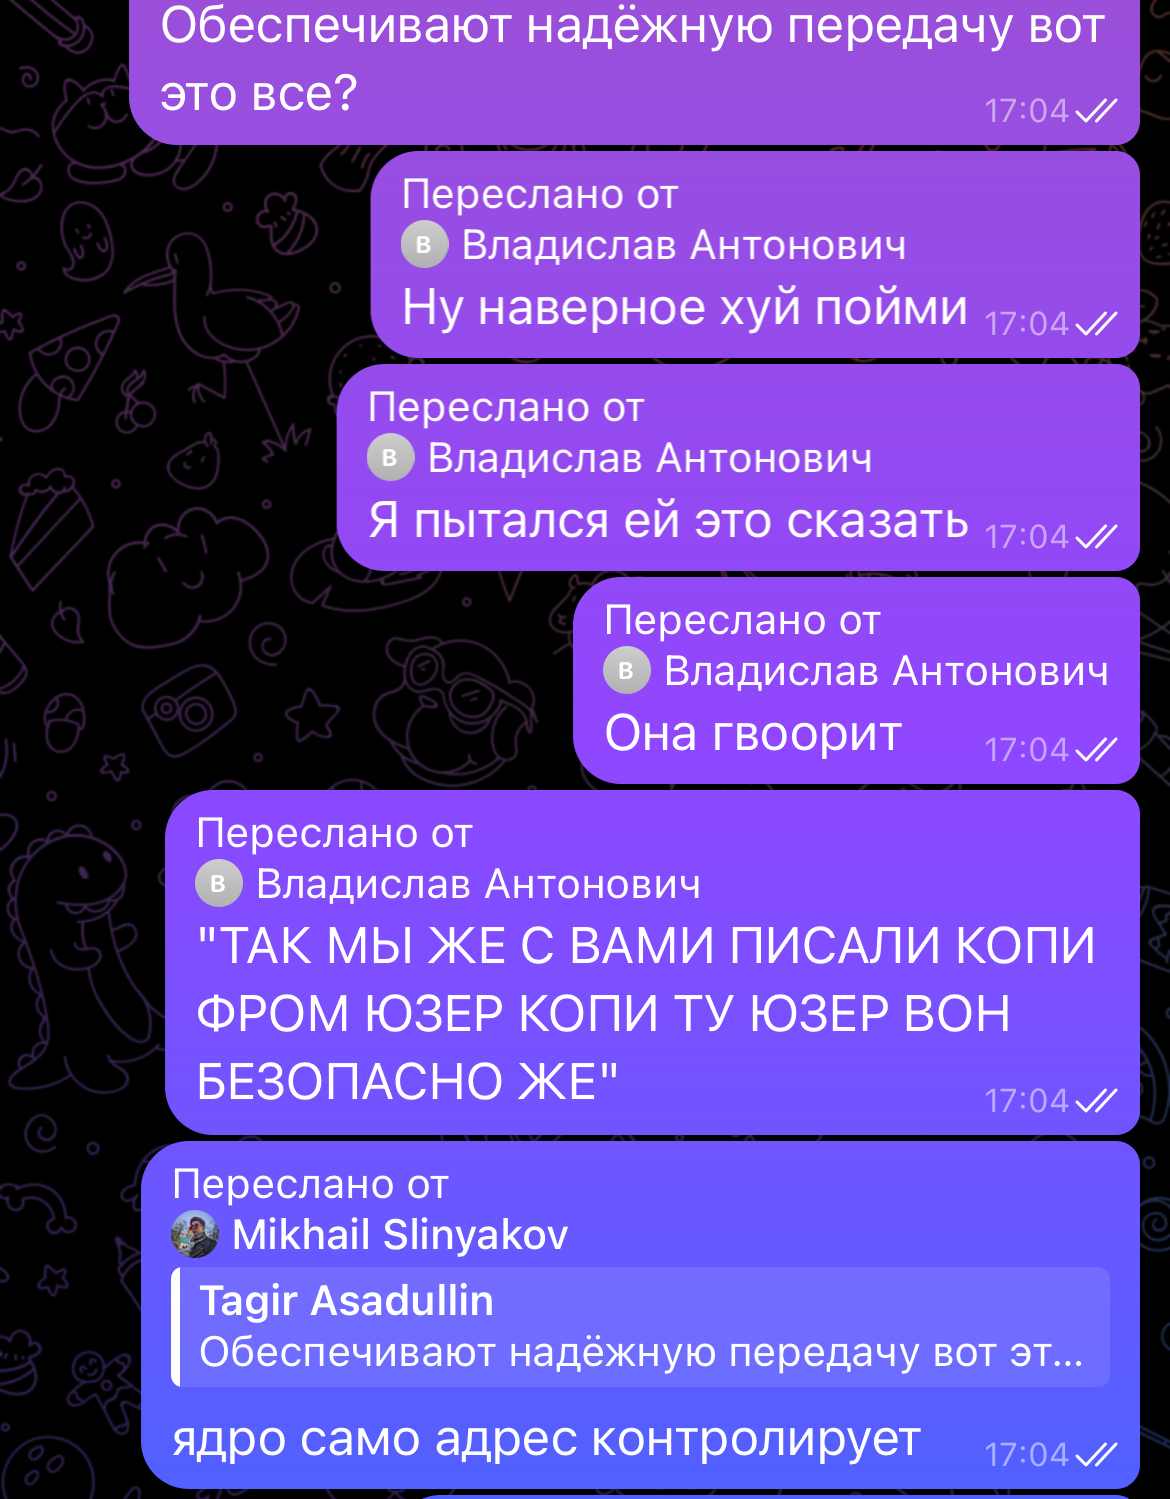 Обеспечивают надёжную передачу вот
это все?
17:04
Переслано от
В Владислав Антонович
Ну наверное хуй пойми 17:04
Переслано от
В Владислав Антонович
Я пытался ей это сказать 17:04
Переслано от
В Владислав Антонович
Она гвоорит 17:04
Переслано от
В Владислав Антонович
"ТАК МЫ ЖЕ С ВАМИ ПИСАЛИ КОПИ
ФРОМ ЮЗЕР КОПИ ТУ ЮЗЕР ВОН
БЕЗОПАСНО ЖЕ"
17:04
Переслано от
Mikhail Slinyakov
Tagir Asadullin
Обеспечивают надёжную передачу вот эт...
ядро само адрес контролирует 17:04